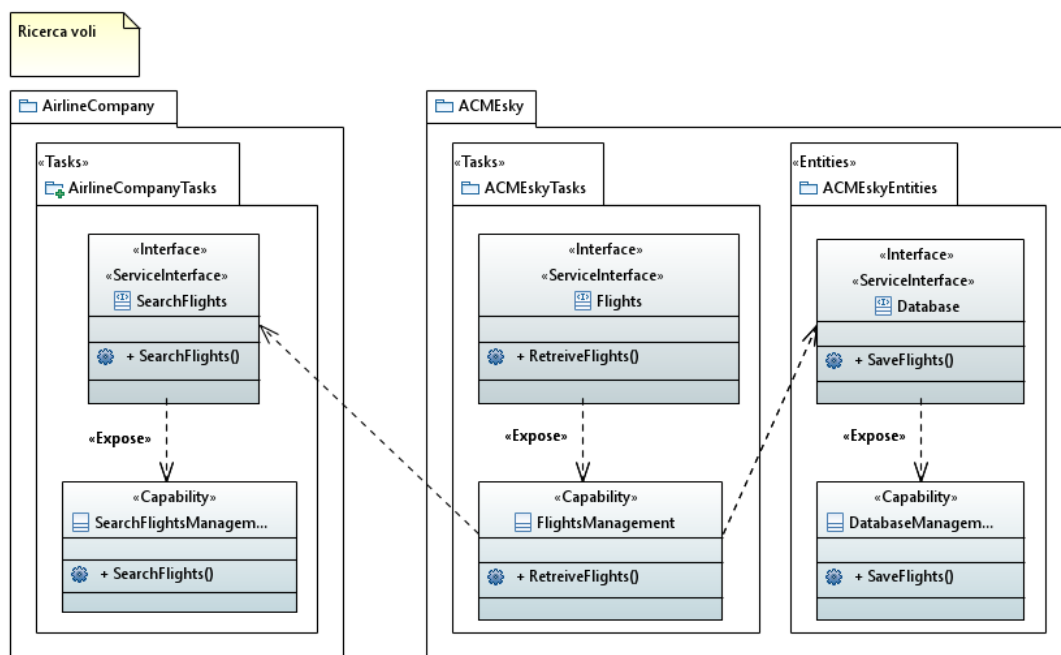 Ricerca voli
AirlineCompany
«Tasks»
AirlineCompanyTasks
«Interface»
«ServiceInterface»
SearchFlights
+ SearchFlights()
«Expose»
«Capability»
SearchFlightsManagem...
+ SearchFlights()
ACMEsky
«Tasks»
ACMEskyTasks
«Interface»
«ServiceInterface»
Flights
+ RetreiveFlights()
«Expose»
«Capability»
FlightsManagement
+ RetreiveFlights()
«Entities»
ACMEskyEntities
«Interface»
«ServiceInterface»
Database
+ SaveFlights()
«Expose»
«Capability»
DatabaseManagem...
+ SaveFlights()